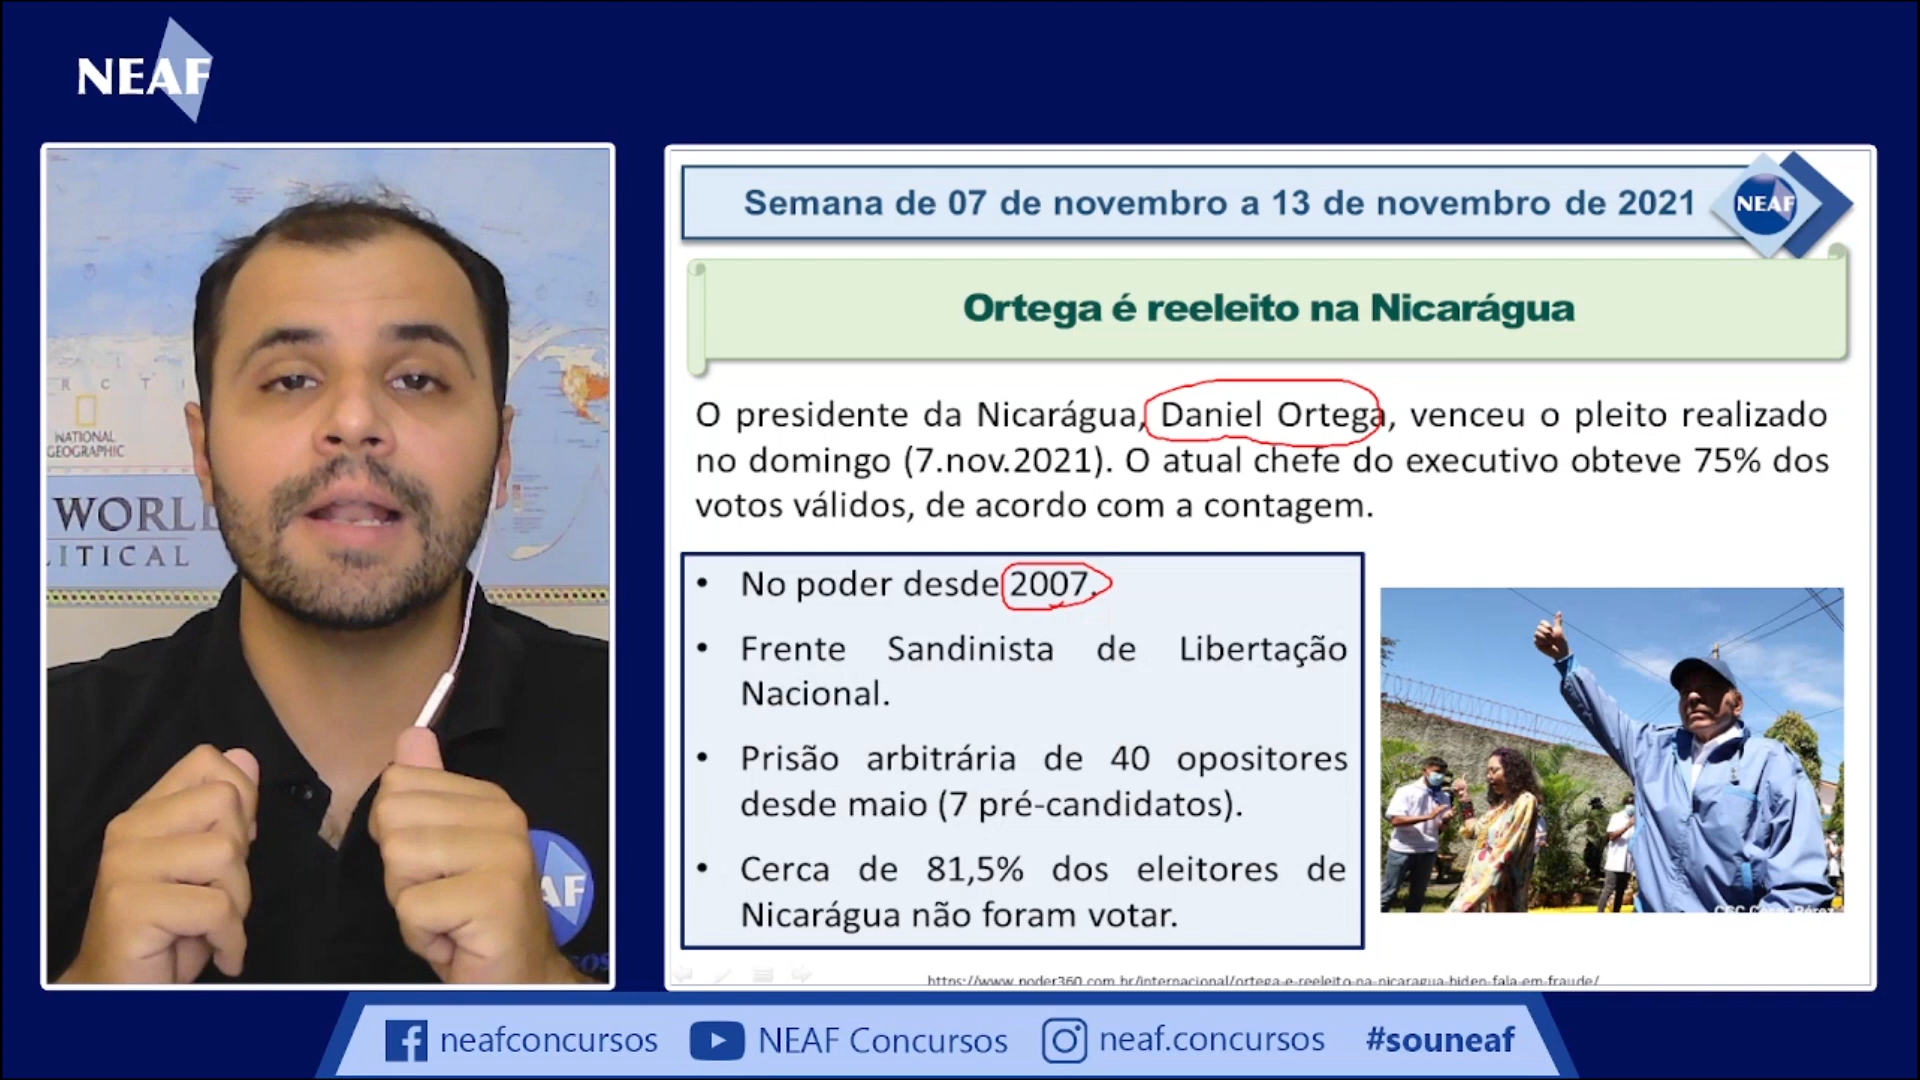 NEAF
Semana de 07 de novembro a 13 de novembro de 2021
NEAF
Ortega é reeleito na Nicarágua
O presidente da Nicarágua, Daniel Ortega, venceu o pleito realizado
no domingo (7.nov.2021). O atual chefe do executivo obteve 75% dos
votos válidos, de acordo com a contagem.
• No poder desde 2007.
• Frente Sandinista de Libertação
Nacional.
• Prisão arbitrária de 40 opositores
desde maio (7 pré-candidatos).
• Cerca de 81,5% dos eleitores de
Nicarágua não foram votar.
https://www.poder360.com.br/internacional/ortega-e-reeleito-na-nicaragua-biden-fala-em-fraude/
R C T I
NATIONAL
GEOGRAPHIC
WORL
ITICAL
AF
OS
neafconcursos NEAF Concursos neaf.concursos #souneaf